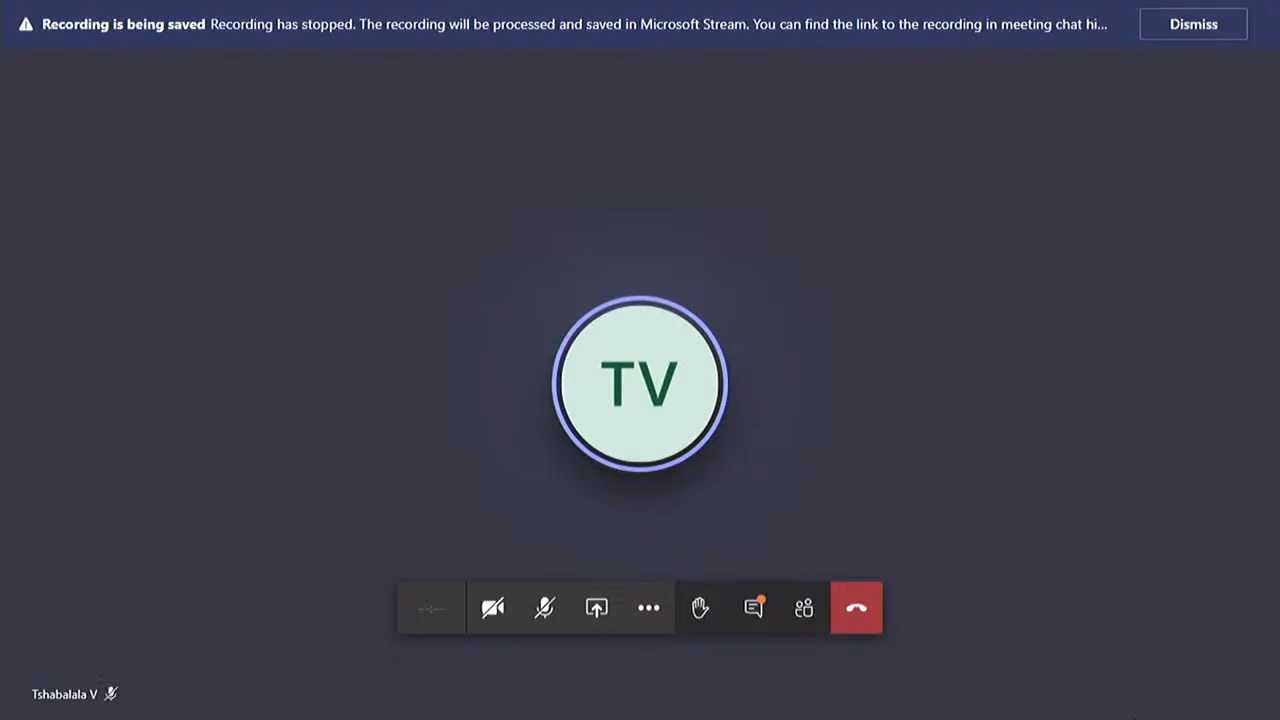 Recording is being saved Recording has stopped. The recording will be processed and saved in Microsoft Stream. You can find the link to the recording in meeting chat hi...
Dismiss
TV
Tshabalala V